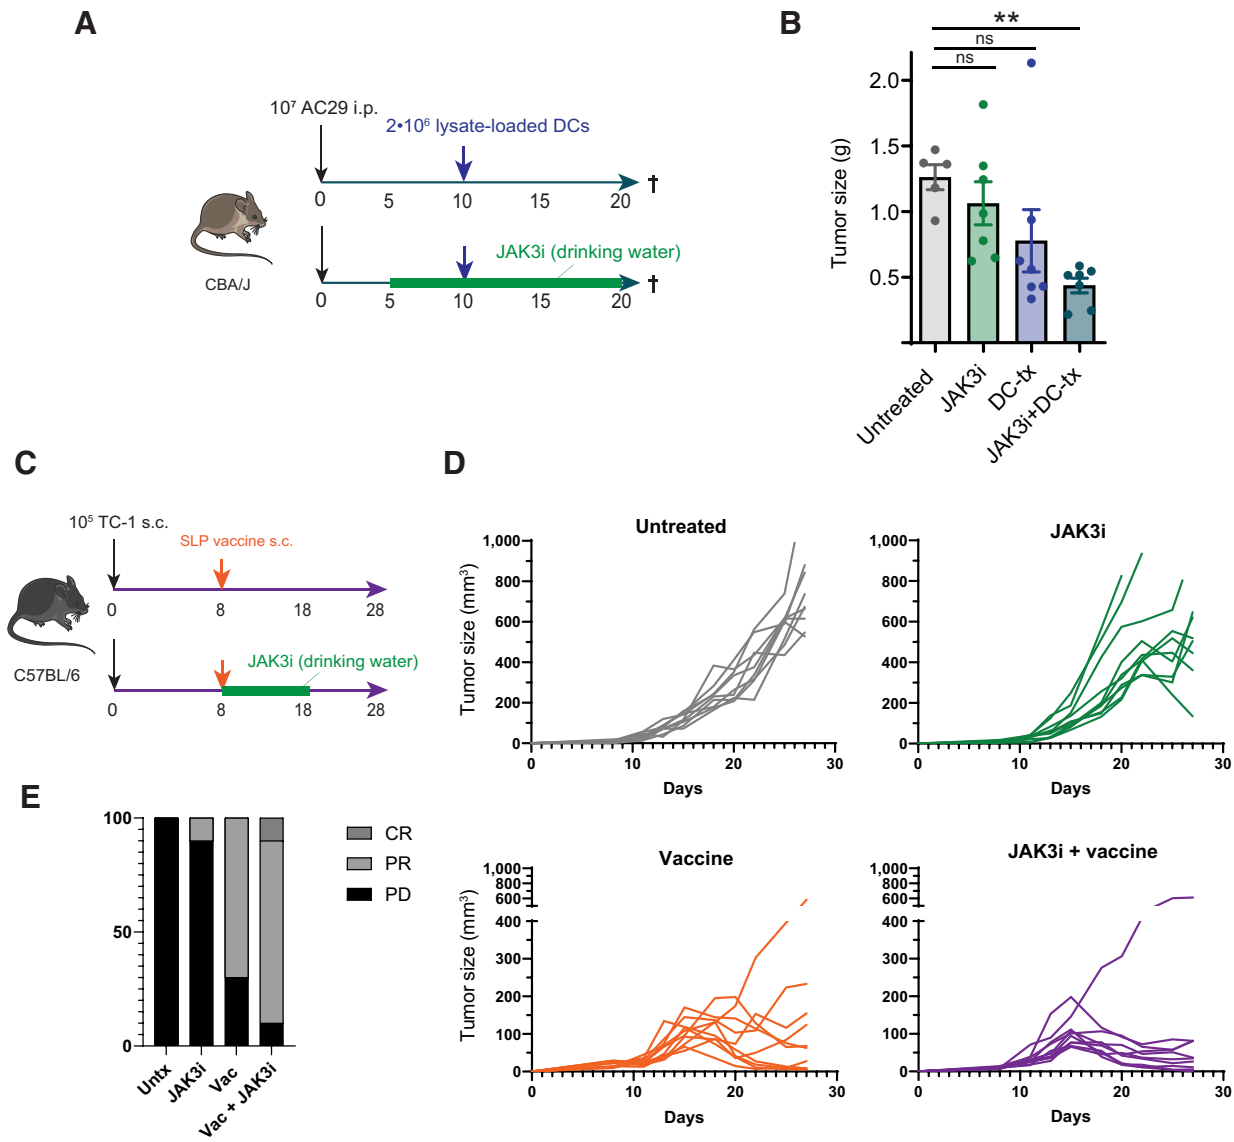 A
10⁷ AC29 i.p.
2•10⁶ lysate-loaded DCs
0 5 10 15 20 †
CBA/J
JAK3i (drinking water)
0 5 10 15 20 †
B
**
ns
ns
Tumor size (g)
2.0
1.5
1.0
0.5
Untreated
JAK3i
DC-tx
JAK3i+DC-tx
C
10⁵ TC-1 s.c.
SLP vaccine s.c.
0 8 18 28
C57BL/6
JAK3i (drinking water)
0 8 18 28
D
Untreated
Tumor size (mm³)
1,000
800
600
400
200
0
0 10 20 30
Days
JAK3i
1,000
800
600
400
200
0
0 10 20 30
Days
Vaccine
Tumor size (mm³)
1,000
800
600
400
300
200
100
0
0 10 20 30
Days
JAK3i + vaccine
1,000
800
600
400
300
200
100
0
0 10 20 30
Days
E
100
50
0
Untx
JAK3i
Vac
Vac + JAK3i
CR
PR
PD